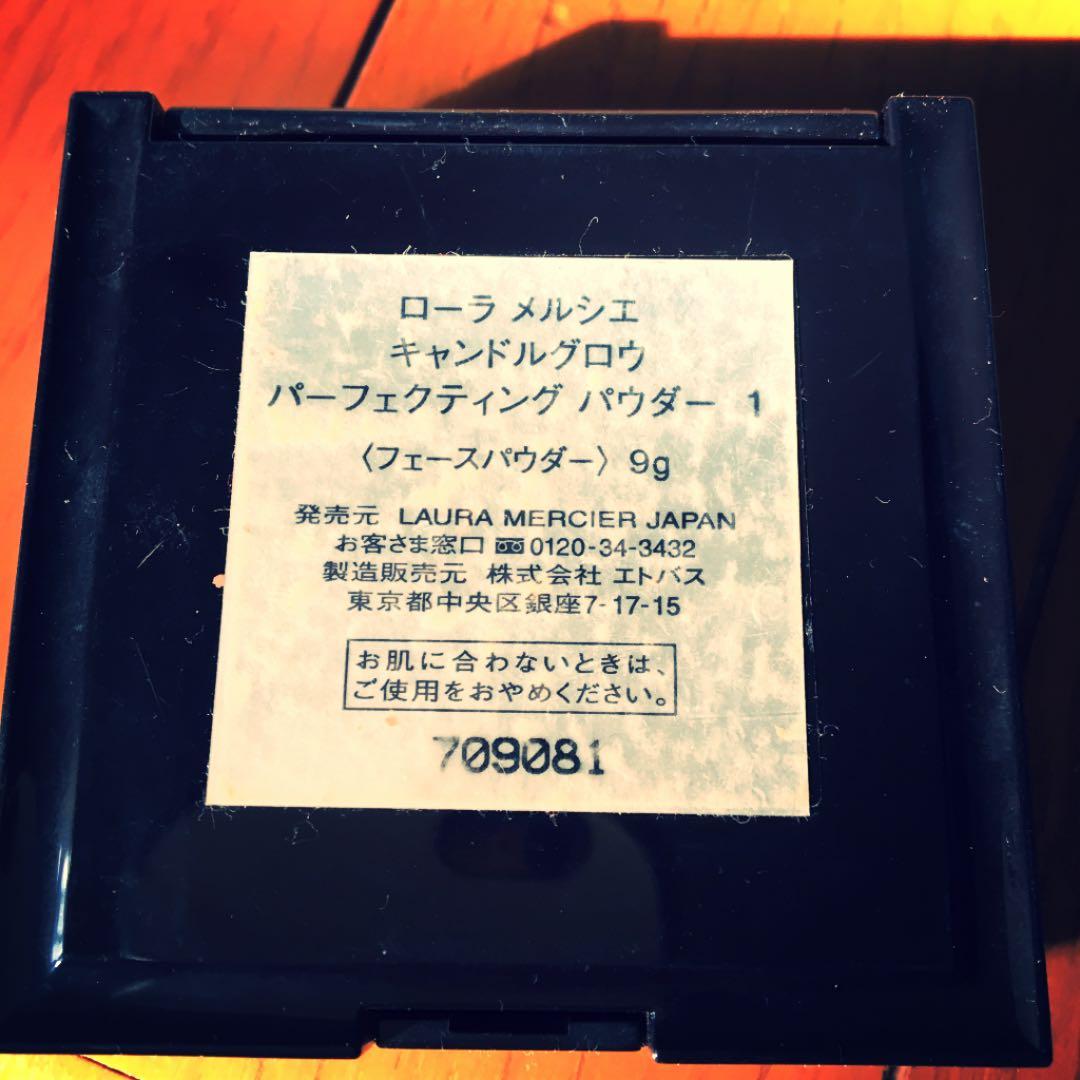 ローラ メルシエ
キャンドルグロウ
パーフェクティング パウダー 1
〈フェースパウダー〉 9g
発売元 LAURA MERCIER JAPAN
お客さま窓口 0120-34-3432
製造販売元 株式会社 エトバス
東京都中央区銀座7-17-15
お肌に合わないときは、
ご使用をおやめください。
709081